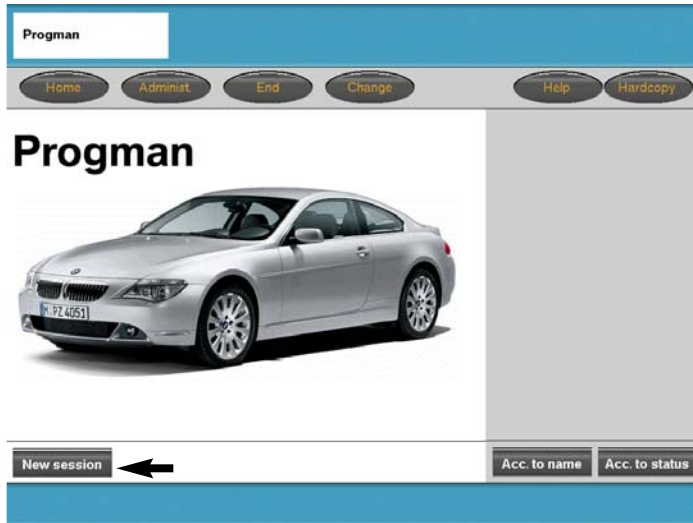 Progman
Home Administ. End Change Help Hardcopy
Progman
M PZ 4051
New session Acc. to name Acc. to status